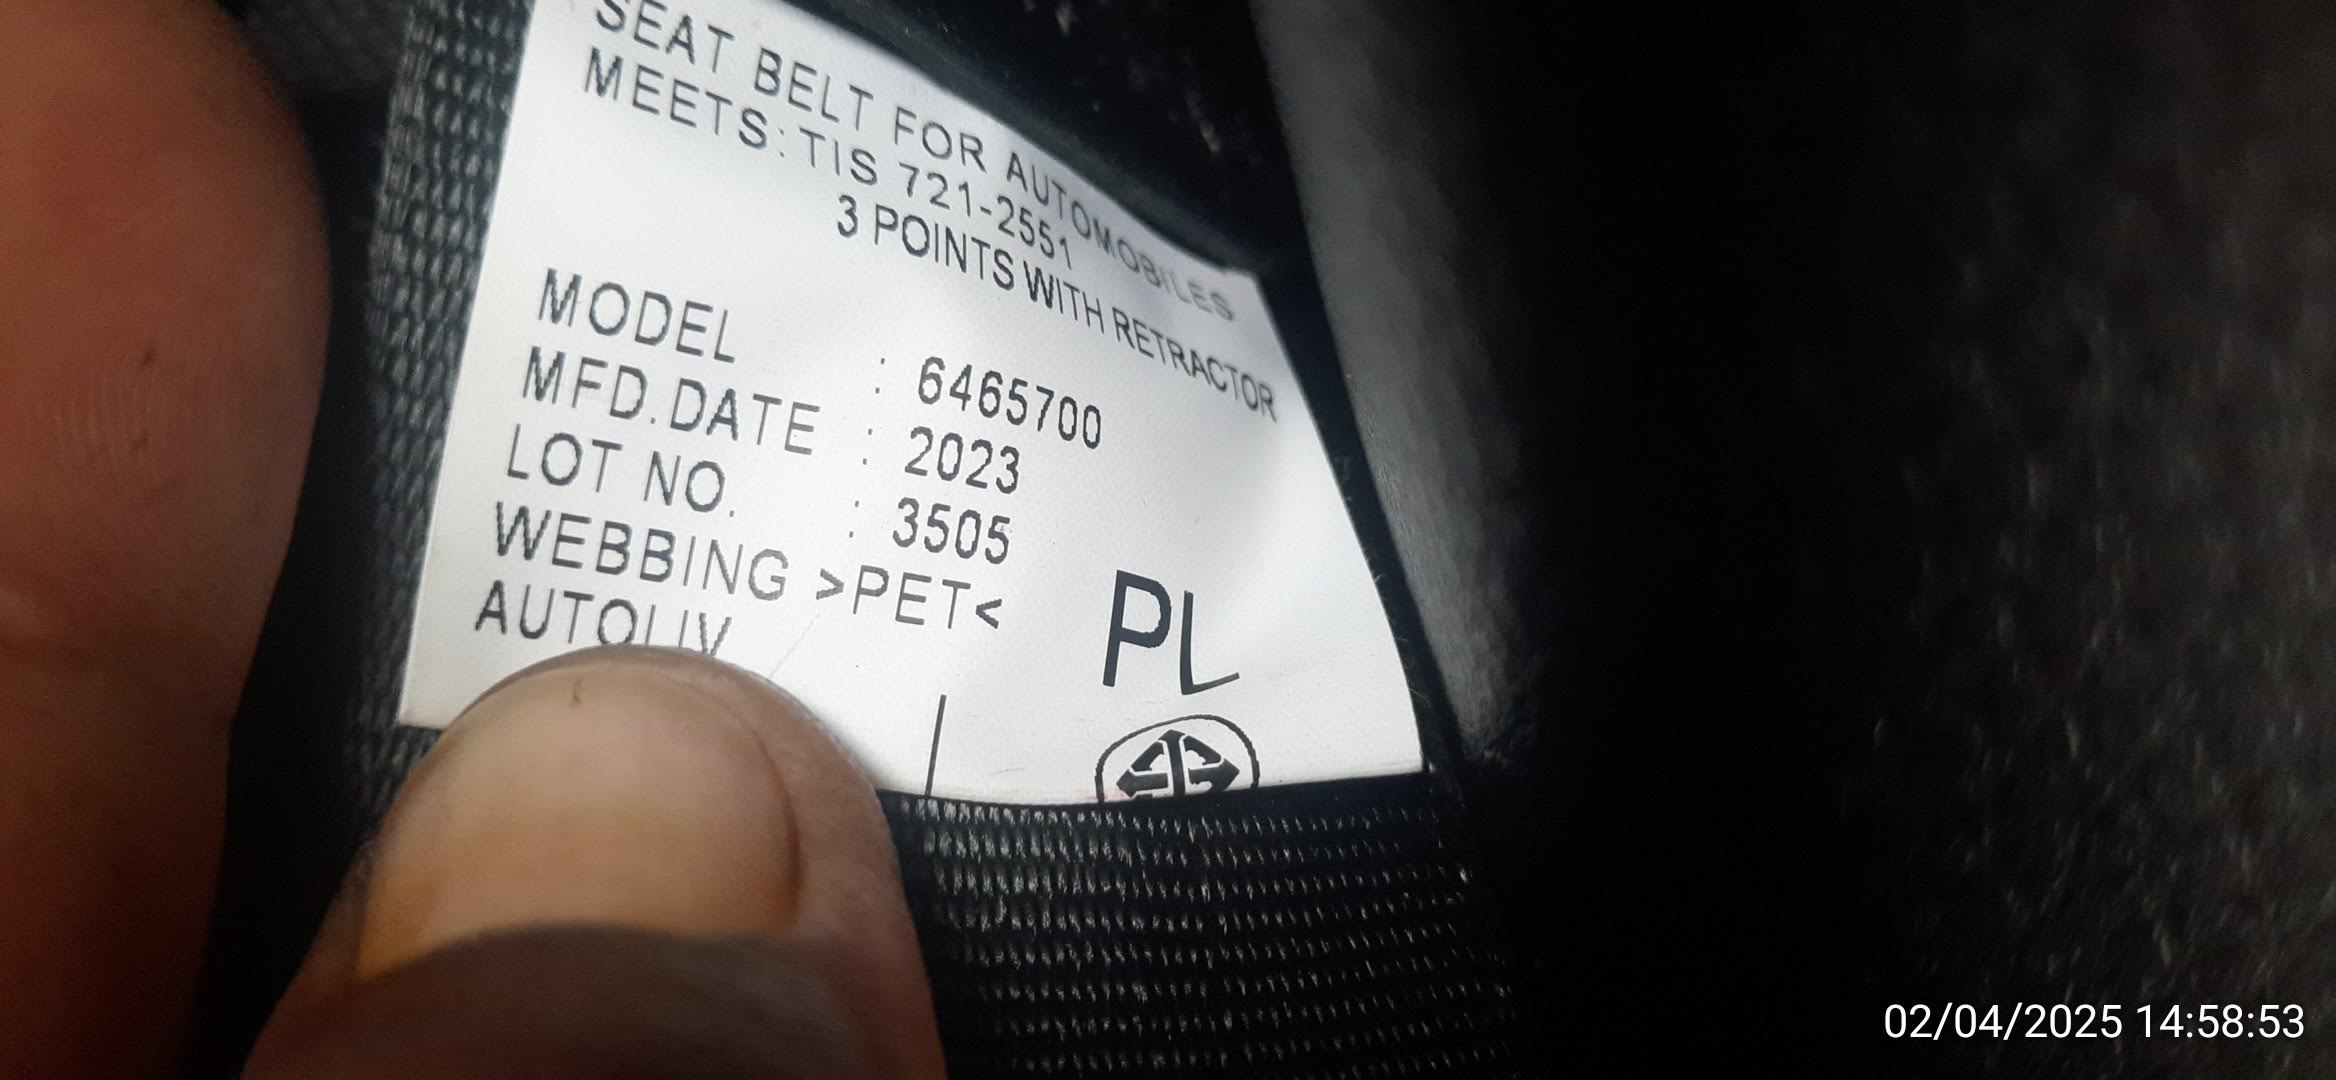 SEAT BELT FOR AUTOMOBILES
MEETS: TIS 721-2551
3 POINTS WITH RETRACTOR
MODEL : 6465700
MFD.DATE : 2023
LOT NO. : 3505
WEBBING >PET<
AUTOLIV
PL
02/04/2025 14:58:53